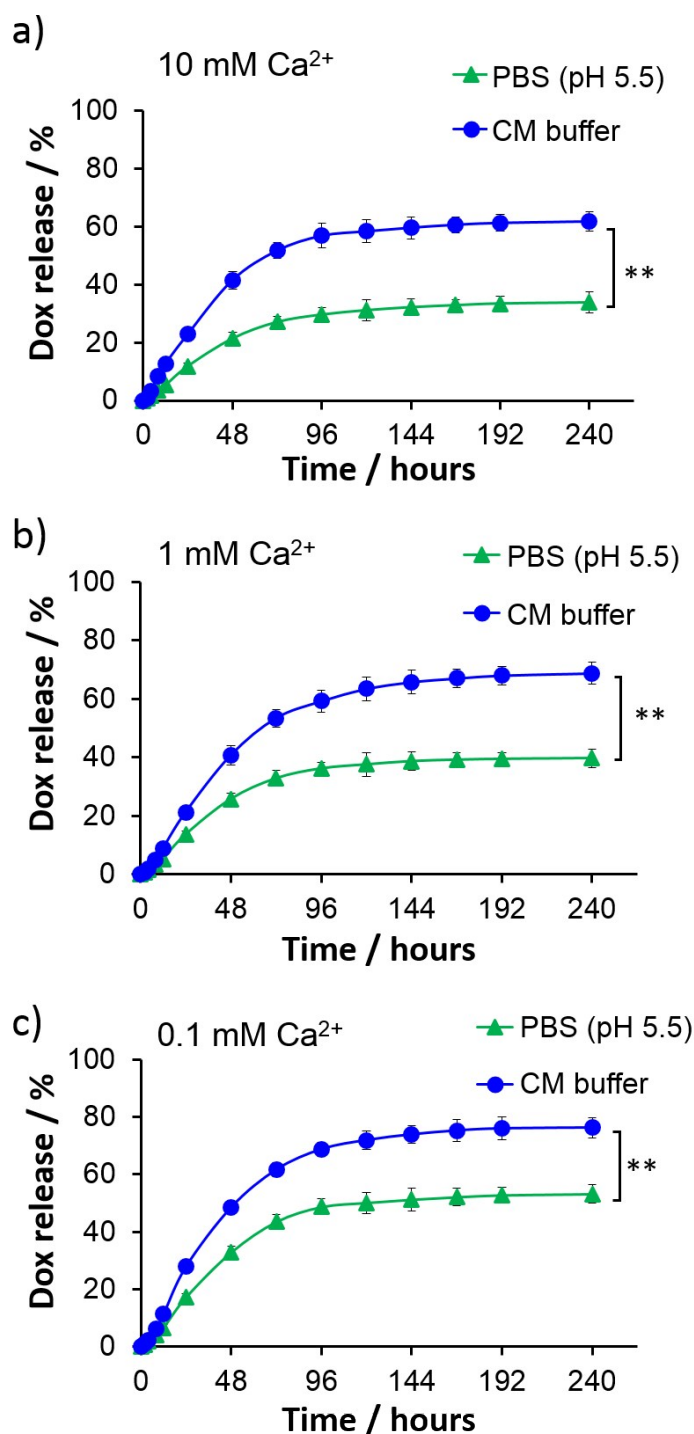 a)
10 mM Ca²⁺
PBS (pH 5.5)
CM buffer
Dox release / %
100
80
60
40
20
0
**
0 48 96 144 192 240
Time / hours
b)
1 mM Ca²⁺
PBS (pH 5.5)
CM buffer
Dox release / %
100
80
60
40
20
0
**
0 48 96 144 192 240
Time / hours
c)
0.1 mM Ca²⁺
PBS (pH 5.5)
CM buffer
Dox release / %
100
80
60
40
20
0
**
0 48 96 144 192 240
Time / hours